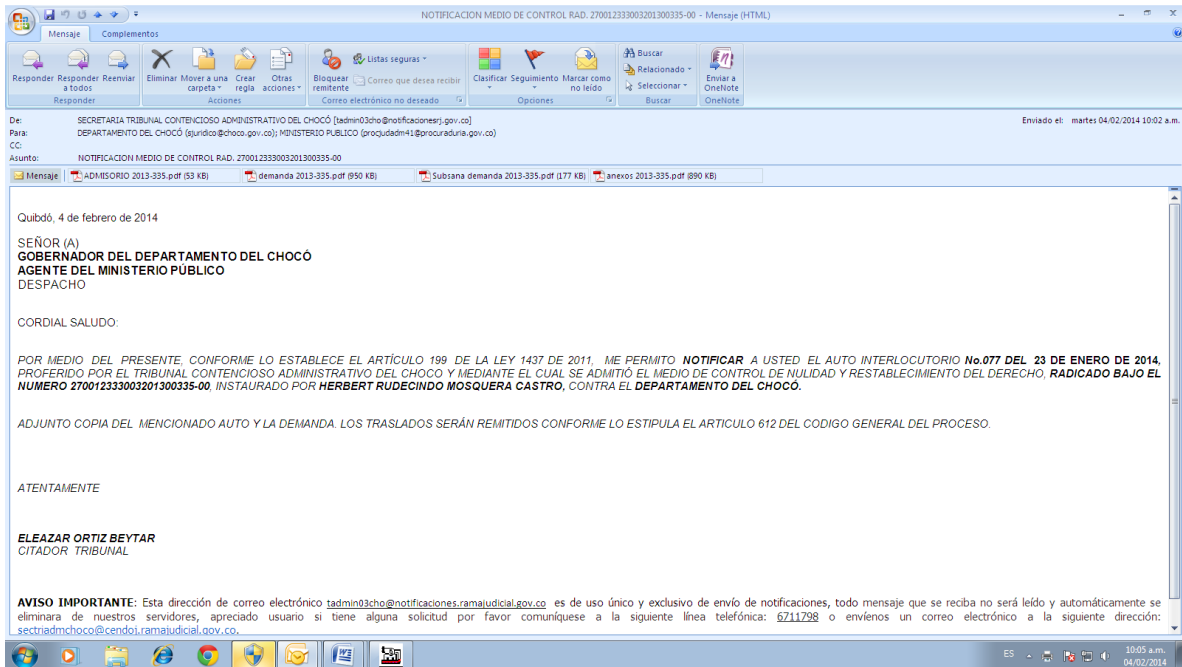 NOTIFICACION MEDIO DE CONTROL RAD. 27001233300320130033​5-00 - Mensaje (HTML)
Mensaje Complementos
Responder Responder a todos Reenviar
Eliminar Mover a una carpeta Crear regla Otras acciones
Bloquear remitente Listas seguras Correo que desea recibir
Clasificar Seguimiento Marcar como no leído
Buscar Relacionado Seleccionar
Enviar a OneNote
Responder Acciones Correo electrónico no deseado Opciones Buscar OneNote
De: SECRETARIA TRIBUNAL CONTENCIOSO ADMINISTRATIVO DEL CHOCÓ [tadmin03cho@notificacionesrj.gov.co] Enviado el: martes 04/02/2014 10:02 a.m.
Para: DEPARTAMENTO DEL CHOCÓ (sjuridico@choco.gov.co); MINISTERIO PUBLICO (procjudadm41@procuraduria.gov.co)
CC:
Asunto: NOTIFICACION MEDIO DE CONTROL RAD. 27001233300320130033​5-00
Mensaje ADMISORIO 2013-335.pdf (53 KB) demanda 2013-335.pdf (950 KB) Subsana demanda 2013-335.pdf (177 KB) anexos 2013-335.pdf (890 KB)
Quibdó, 4 de febrero de 2014
SEÑOR (A)
GOBERNADOR DEL DEPARTAMENTO DEL CHOCÓ
AGENTE DEL MINISTERIO PÚBLICO
DESPACHO
CORDIAL SALUDO:
POR MEDIO DEL PRESENTE, CONFORME LO ESTABLECE EL ARTÍCULO 199 DE LA LEY 1437 DE 2011, ME PERMITO NOTIFICAR A USTED EL AUTO INTERLOCUTORIO No.077 DEL 23 DE ENERO DE 2014,
PROFERIDO POR EL TRIBUNAL CONTENCIOSO ADMINISTRATIVO DEL CHOCO Y MEDIANTE EL CUAL SE ADMITIÓ EL MEDIO DE CONTROL DE NULIDAD Y RESTABLECIMIENTO DEL DERECHO, RADICADO BAJO EL
NUMERO 27001233300320130033​5-00, INSTAURADO POR HERBERT RUDECINDO MOSQUERA CASTRO, CONTRA EL DEPARTAMENTO DEL CHOCÓ.
ADJUNTO COPIA DEL MENCIONADO AUTO Y LA DEMANDA. LOS TRASLADOS SERÁN REMITIDOS CONFORME LO ESTIPULA EL ARTICULO 612 DEL CODIGO GENERAL DEL PROCESO.
ATENTAMENTE
ELEAZAR ORTIZ BEYTAR
CITADOR TRIBUNAL
AVISO IMPORTANTE: Esta dirección de correo electrónico tadmin03cho@notificaciones.ramajudicial.gov.co es de uso único y exclusivo de envío de notificaciones, todo mensaje que se reciba no será leído y automáticamente se
eliminara de nuestros servidores, apreciado usuario si tiene alguna solicitud por favor comuníquese a la siguiente línea telefónica: 6711798 o envíenos un correo electrónico a la siguiente dirección:
sectriadmchoco@cendoj.ramajudicial.gov.co.
ES 10:05 a.m.
04/02/2014